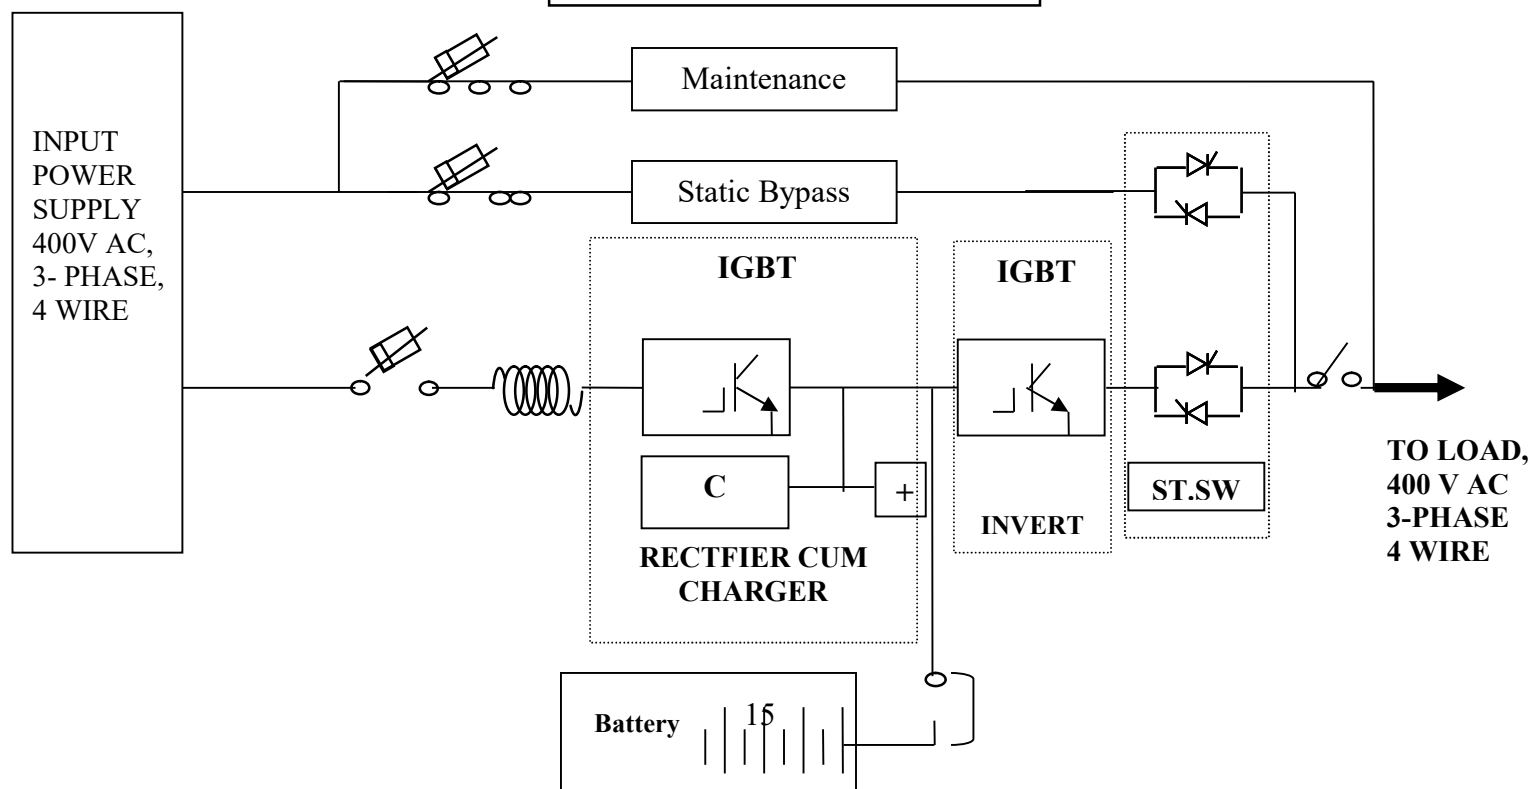 Maintenance
INPUT
POWER
SUPPLY
400V AC,
3- PHASE,
4 WIRE
Static Bypass
IGBT
IGBT
C
+
ST.SW
INVERT
RECTFIER CUM
CHARGER
TO LOAD,
400 V AC
3-PHASE
4 WIRE
Battery
15